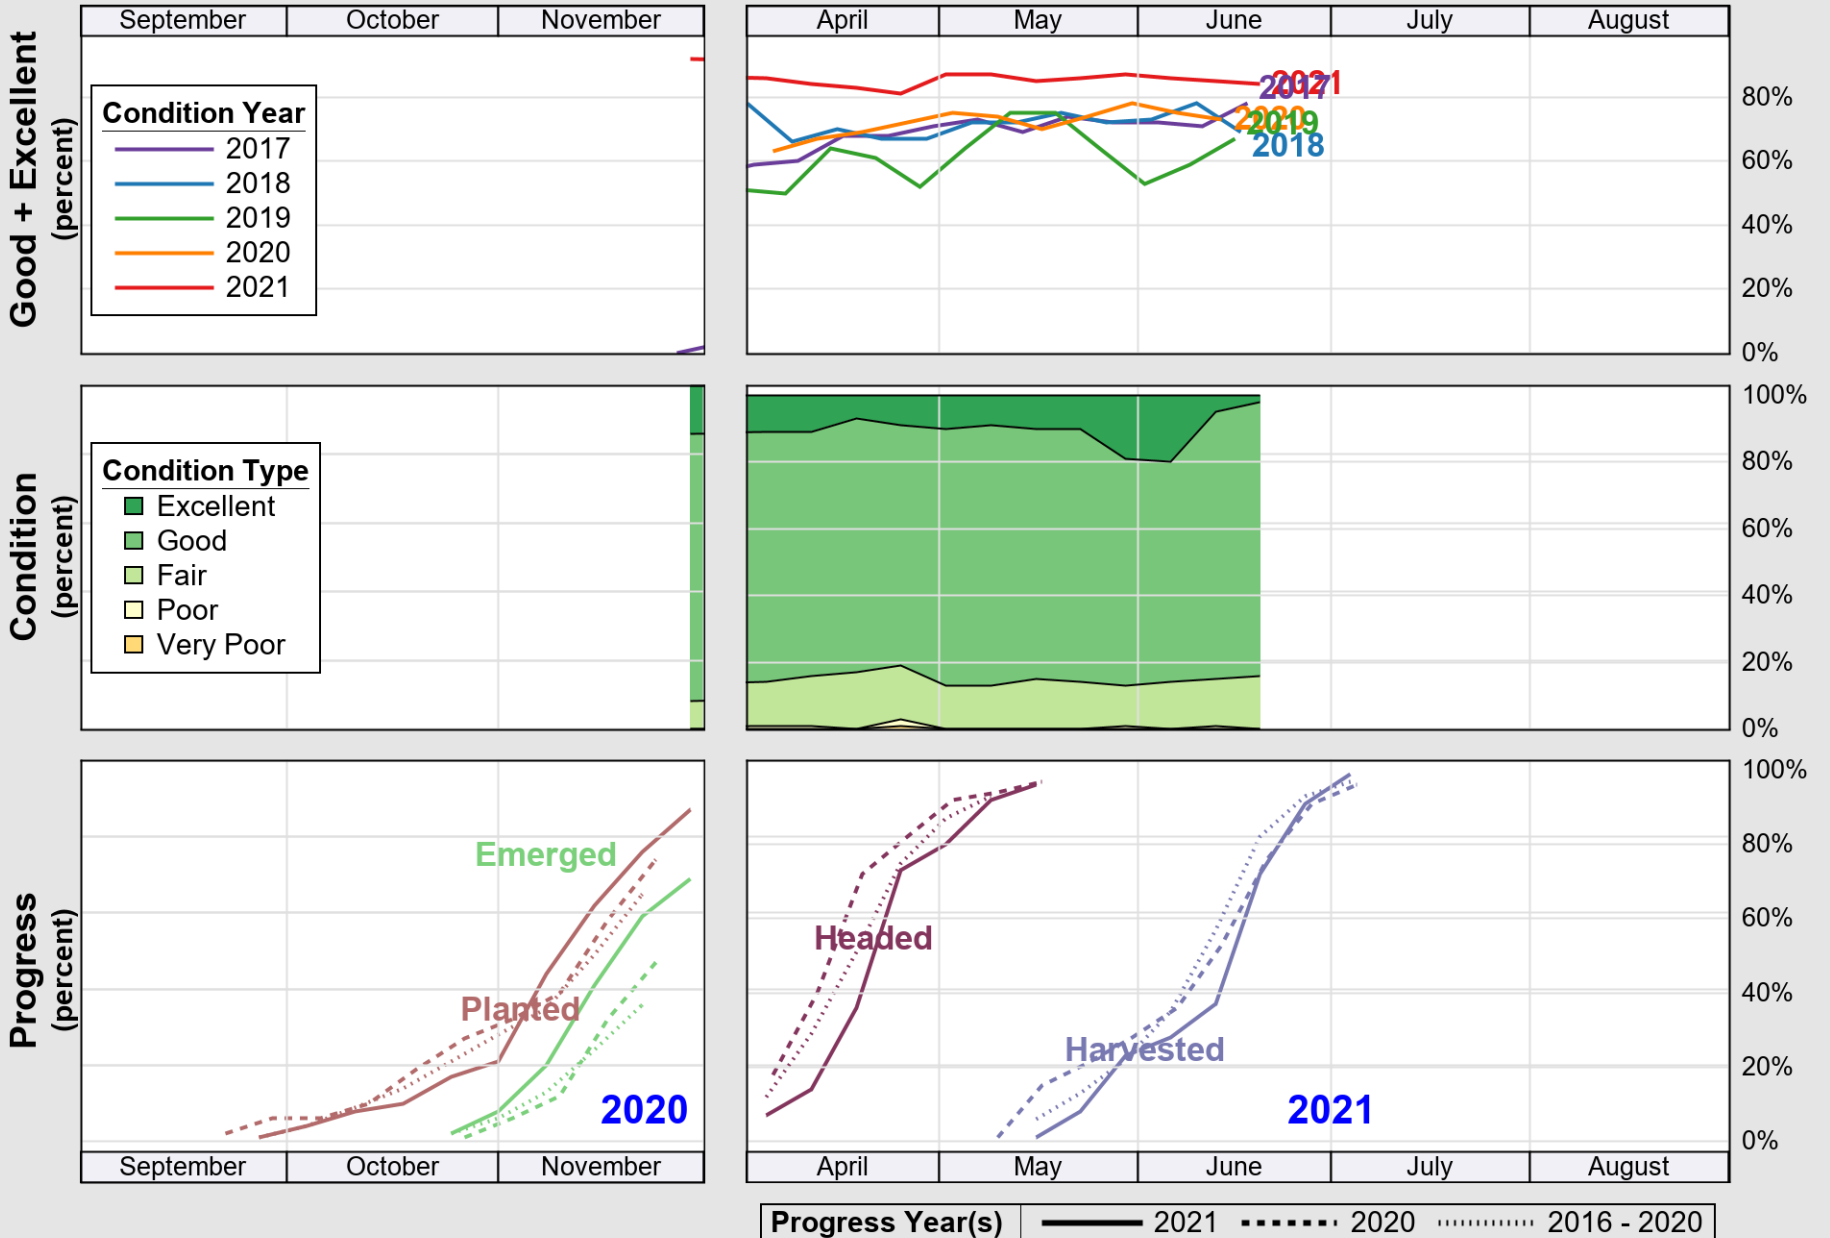 September October November April May June July August
Good + Excellent
(percent)
Condition Year
2017
2018
2019
2020
2021
2021
2017
2020
2019
2018
80%
60%
40%
20%
0%
Condition
(percent)
Condition Type
Excellent
Good
Fair
Poor
Very Poor
100%
80%
60%
40%
20%
0%
Progress
(percent)
Emerged
Planted
2020
Headed
Harvested
2021
100%
80%
60%
40%
20%
0%
September October November April May June July August
Progress Year(s) 2021 2020 2016 - 2020